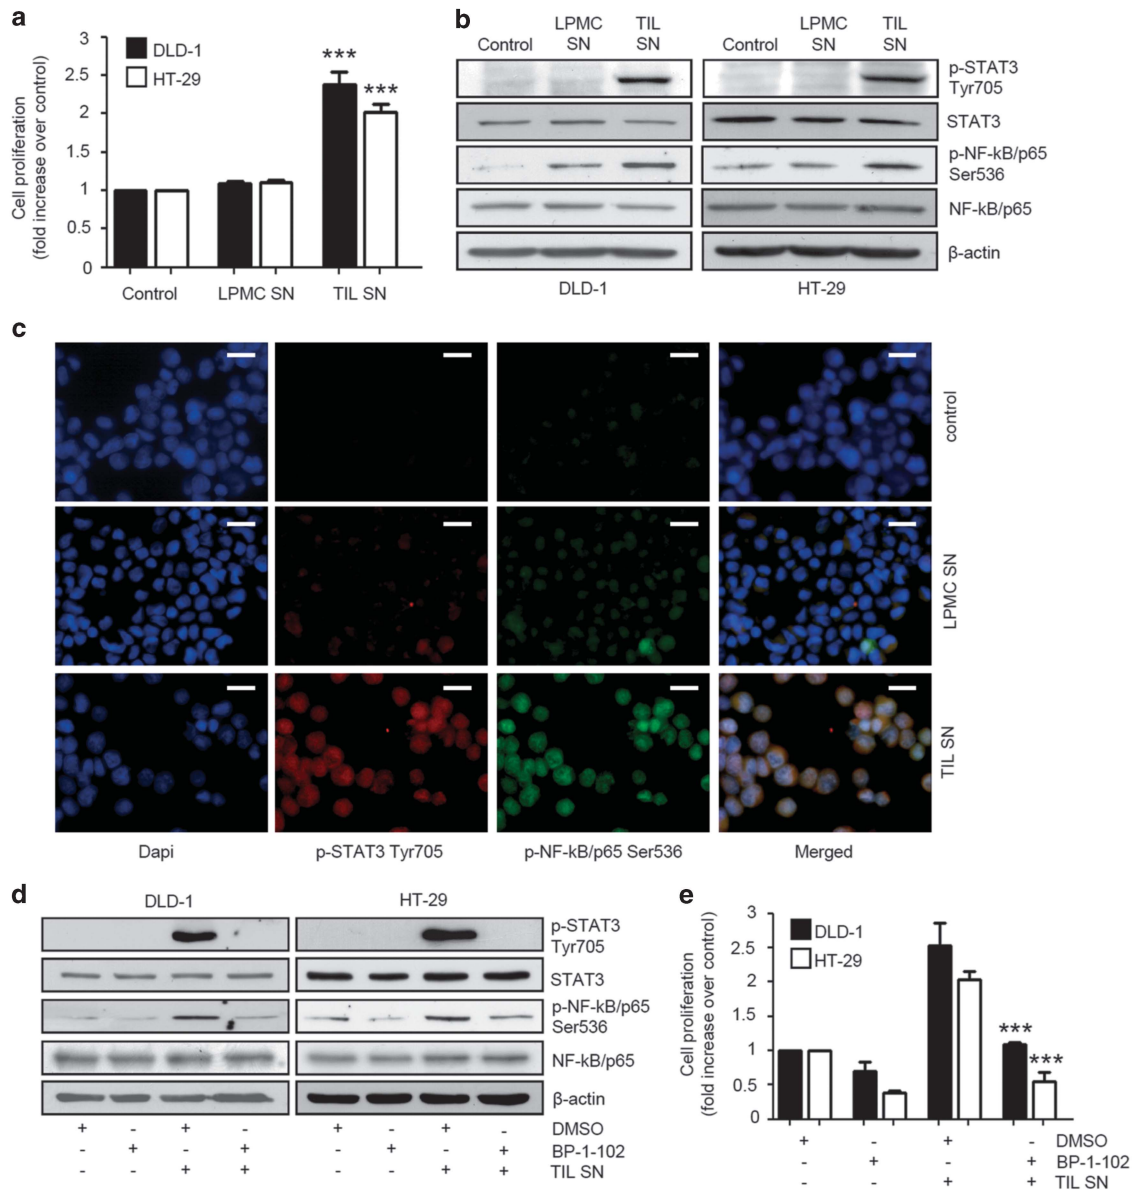 a
3
2.5
2
1.5
1
0.5
0
Cell proliferation
(fold increase over control)
DLD-1
HT-29
***
***
Control
LPMC SN
TIL SN
b
Control
LPMC
SN
TIL
SN
Control
LPMC
SN
TIL
SN
p-STAT3
Tyr705
STAT3
p-NF-kB/p65
Ser536
NF-kB/p65
β-actin
DLD-1
HT-29
c
control
LPMC SN
TIL SN
Dapi
p-STAT3 Tyr705
p-NF-kB/p65 Ser536
Merged
d
DLD-1
HT-29
p-STAT3
Tyr705
STAT3
p-NF-kB/p65
Ser536
NF-kB/p65
β-actin
+ - + - + - + - DMSO
- + - + - + - + BP-1-102
- - + + - - + + TIL SN
e
3
2.5
2
1.5
1
0.5
0
Cell proliferation
(fold increase over control)
DLD-1
HT-29
***
***
+ - + - DMSO
- + - + BP-1-102
- - + + TIL SN